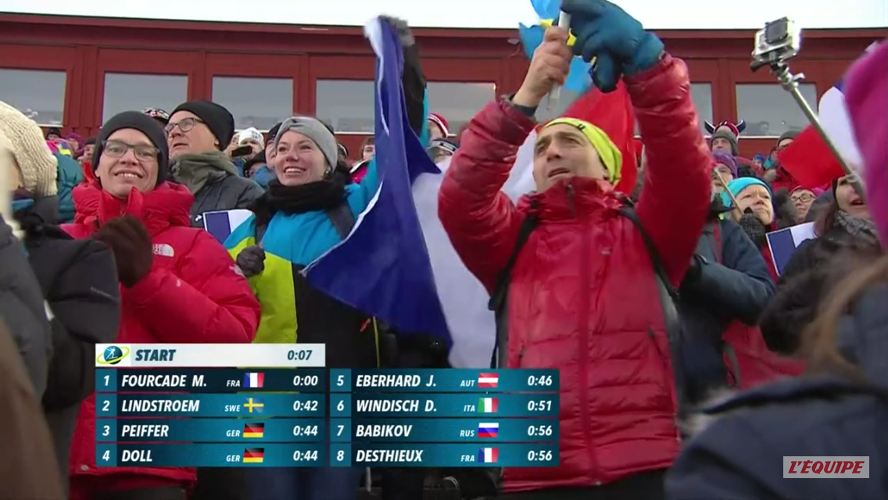 START 0:07
1 FOURCADE M. FRA 0:00
2 LINDSTROEM SWE 0:42
3 PEIFFER GER 0:44
4 DOLL GER 0:44
5 EBERHARD J. AUT 0:46
6 WINDISCH D. ITA 0:51
7 BABIKOV RUS 0:56
8 DESTHIEUX FRA 0:56
L'ÉQUIPE